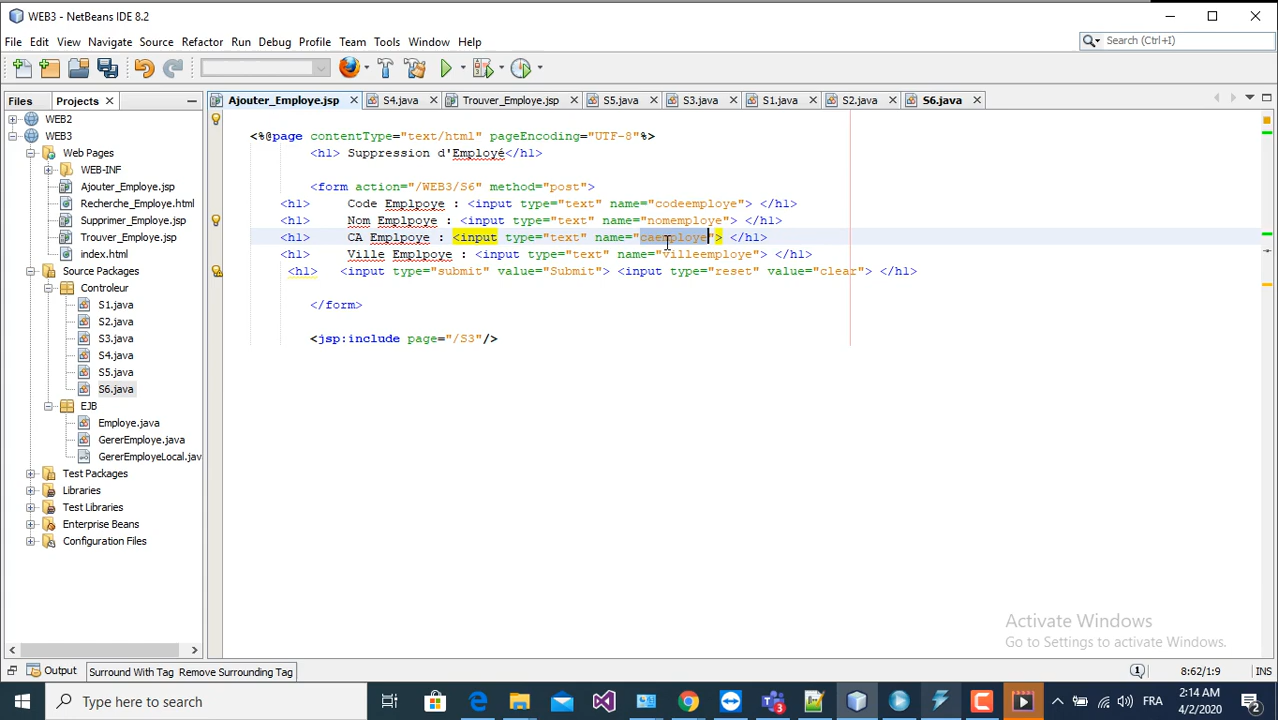 WEB3 - NetBeans IDE 8.2
File Edit View Navigate Source Refactor Run Debug Profile Team Tools Window Help
Search (Ctrl+I)
Files Projects
Ajouter_Employe.jsp S4.java Trouver_Employe.jsp S5.java S3.java S1.java S2.java S6.java
WEB2
WEB3
Web Pages
WEB-INF
Ajouter_Employe.jsp
Recherche_Employe.html
Supprimer_Employe.jsp
Trouver_Employe.jsp
index.html
Source Packages
Controleur
S1.java
S2.java
S3.java
S4.java
S5.java
S6.java
EJB
Employe.java
GererEmploye.java
GererEmployeLocal.jav
Test Packages
Libraries
Test Libraries
Enterprise Beans
Configuration Files
<%@page contentType="text/html" pageEncoding="UTF-8"%>
<h1> Suppression d'Employé</h1>
<form action="/WEB3/S6" method="post">
<h1> Code Emplpoye : <input type="text" name="codeemploye"> </h1>
<h1> Nom Emplpoye : <input type="text" name="nomemploye"> </h1>
<h1> CA Emplpoye : <input type="text" name="caemploye"> </h1>
<h1> Ville Emplpoye : <input type="text" name="villeemploye"> </h1>
<h1> <input type="submit" value="Submit"> <input type="reset" value="clear"> </h1>
</form>
<jsp:include page="/S3"/>
Activate Windows
Go to Settings to activate Windows.
Output Surround With Tag Remove Surrounding Tag
1 8:62/1:9 INS
Type here to search
FRA
2:14 AM
4/2/2020
2